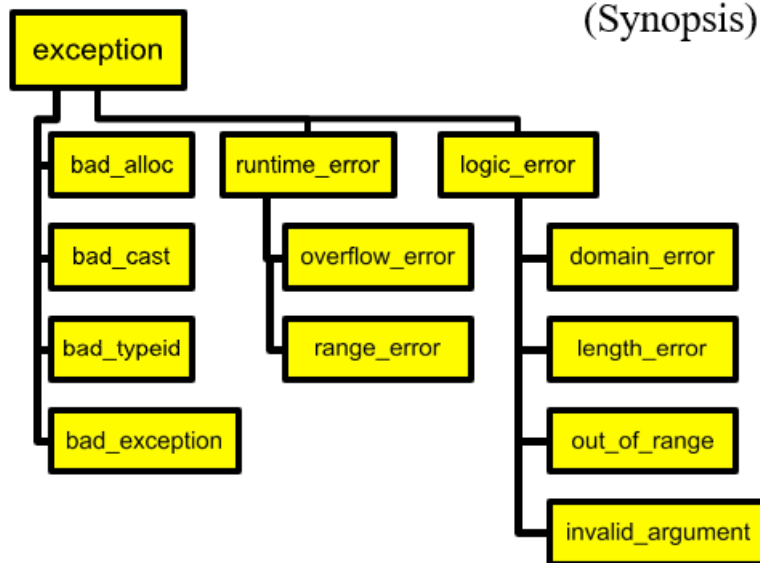 (Synopsis)
exception
bad_alloc
runtime_error
logic_error
bad_cast
overflow_error
domain_error
bad_typeid
range_error
length_error
bad_exception
out_of_range
invalid_argument